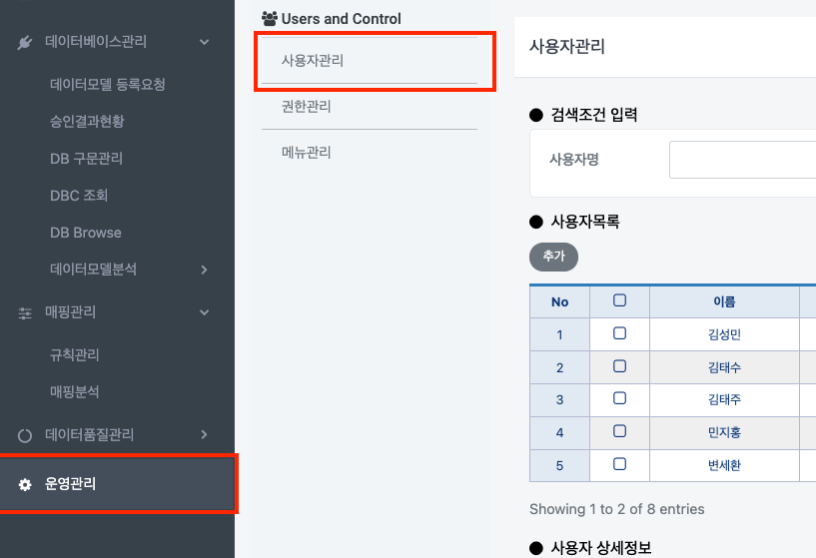 데이터베이스관리
데이터모델 등록요청
승인결과현황
DB 구문관리
DBC 조회
DB Browse
데이터모델분석
매핑관리
규칙관리
매핑분석
데이터품질관리
운영관리
Users and Control
사용자관리
권한관리
메뉴관리
사용자관리
검색조건 입력
사용자명
사용자목록
추가
No 이름
1 김성민
2 김태수
3 김태주
4 민지홍
5 변세환
Showing 1 to 2 of 8 entries
사용자 상세정보